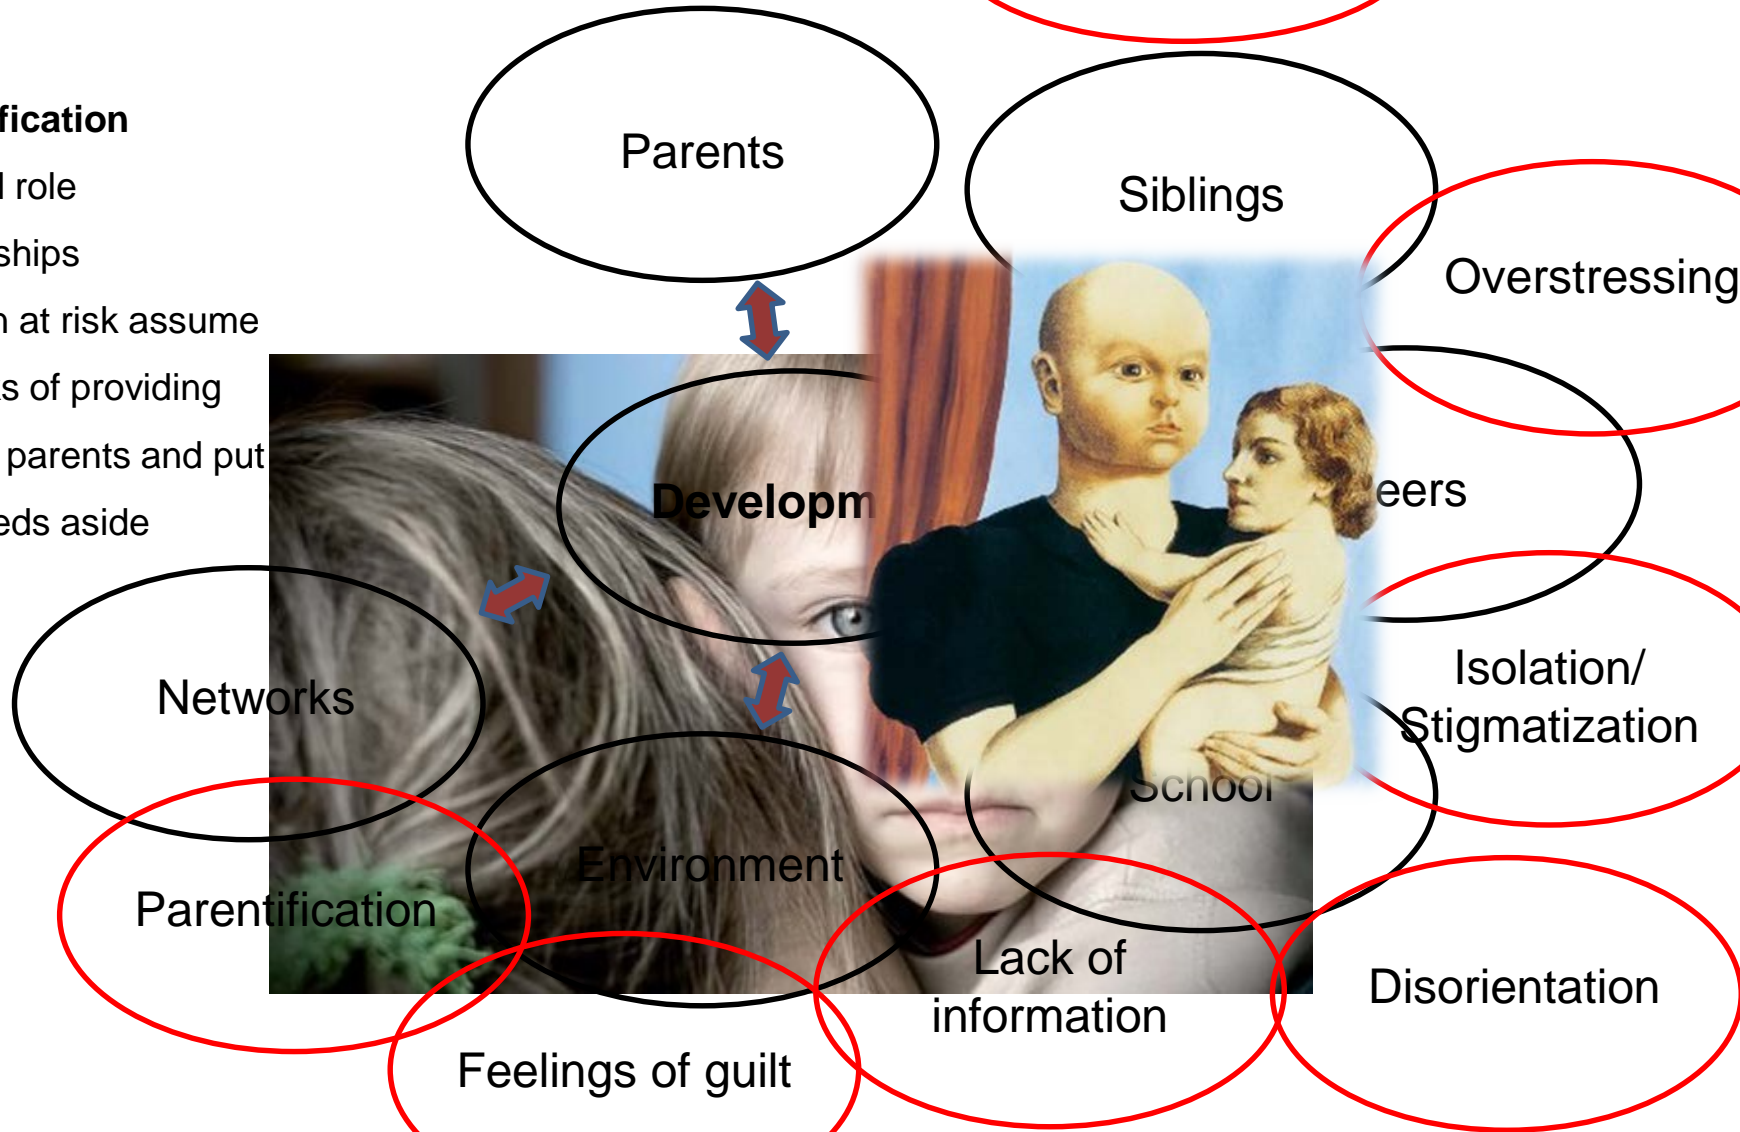 fication
role
ships
at risk assume
s of providing
parents and put
eds aside
Parents
Siblings
Overstressing
Developm
eers
Networks
Isolation/
Stigmatization
School
Environment
Parentification
Lack of
information
Disorientation
Feelings of guilt